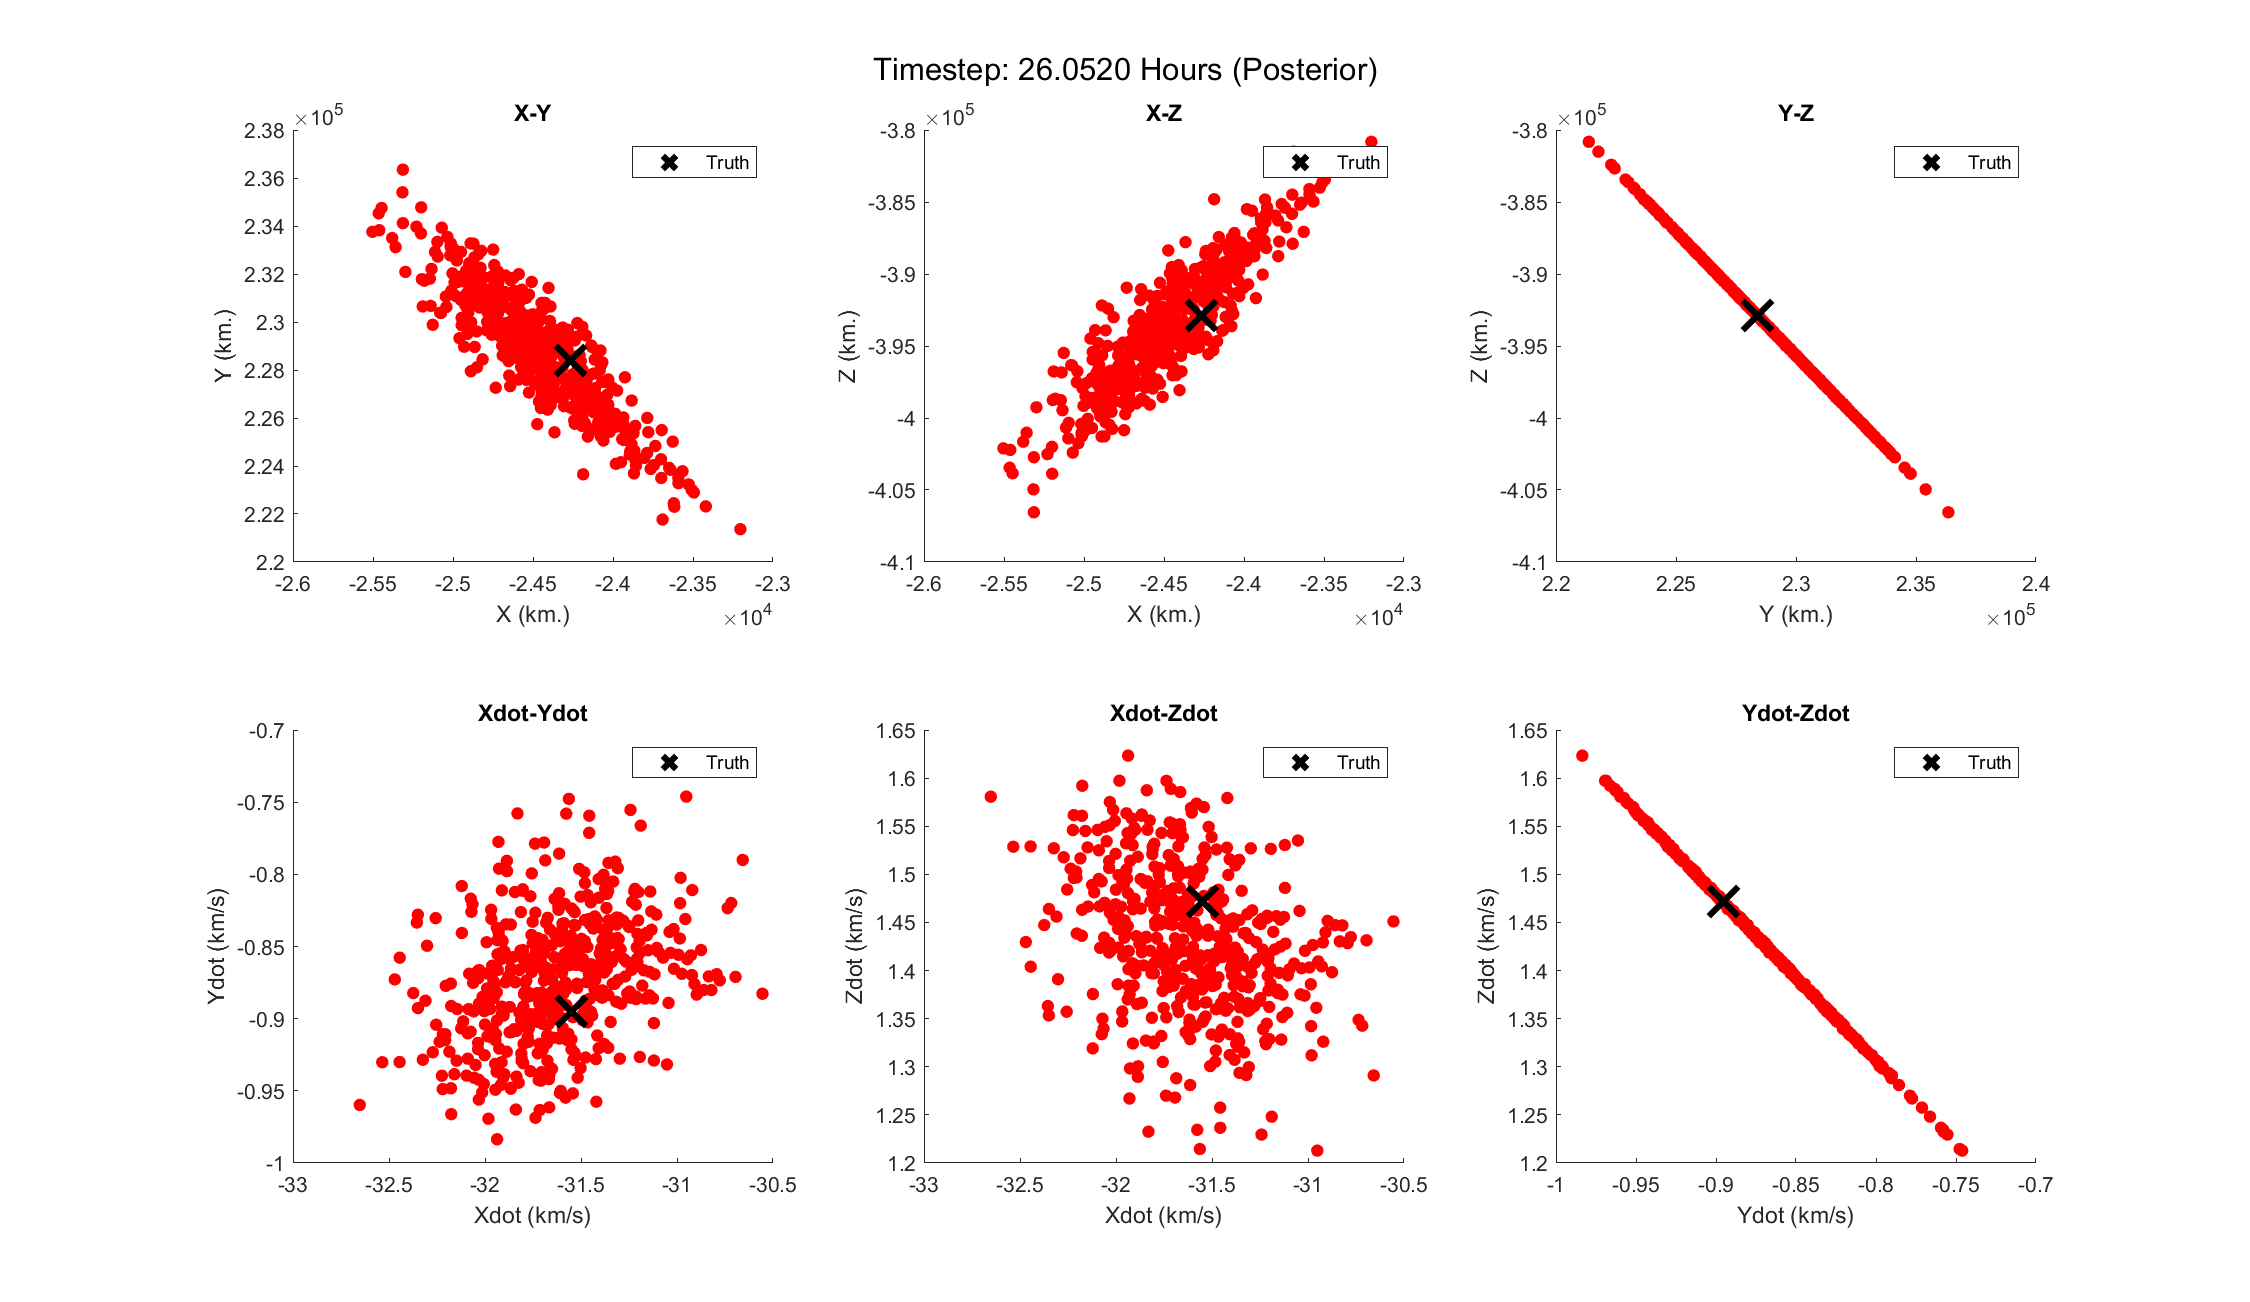 Timestep: 26.0520 Hours (Posterior)
X-Y
×10^5
2.38
2.36
2.34
2.32
2.3
2.28
2.26
2.24
2.22
2.2
Y (km.)
-2.6 -2.55 -2.5 -2.45 -2.4 -2.35 -2.3
X (km.)
×10^4
Truth
X-Z
×10^5
-3.8
-3.85
-3.9
-3.95
-4
-4.05
-4.1
Z (km.)
-2.6 -2.55 -2.5 -2.45 -2.4 -2.35 -2.3
X (km.)
×10^4
Truth
Y-Z
×10^5
-3.8
-3.85
-3.9
-3.95
-4
-4.05
-4.1
Z (km.)
2.2 2.25 2.3 2.35 2.4
Y (km.)
×10^5
Truth
Xdot-Ydot
-0.7
-0.75
-0.8
-0.85
-0.9
-0.95
-1
Ydot (km/s)
-33 -32.5 -32 -31.5 -31 -30.5
Xdot (km/s)
Truth
Xdot-Zdot
1.65
1.6
1.55
1.5
1.45
1.4
1.35
1.3
1.25
1.2
Zdot (km/s)
-33 -32.5 -32 -31.5 -31 -30.5
Xdot (km/s)
Truth
Ydot-Zdot
1.65
1.6
1.55
1.5
1.45
1.4
1.35
1.3
1.25
1.2
Zdot (km/s)
-1 -0.95 -0.9 -0.85 -0.8 -0.75 -0.7
Ydot (km/s)
Truth